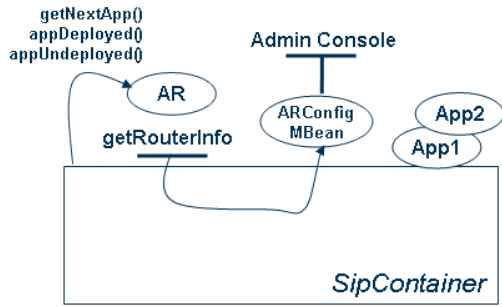 getNextApp()
appDeployed()
appUndeployed()
Admin Console
AR
ARConfig
MBean
App2
App1
getRouterInfo
SipContainer